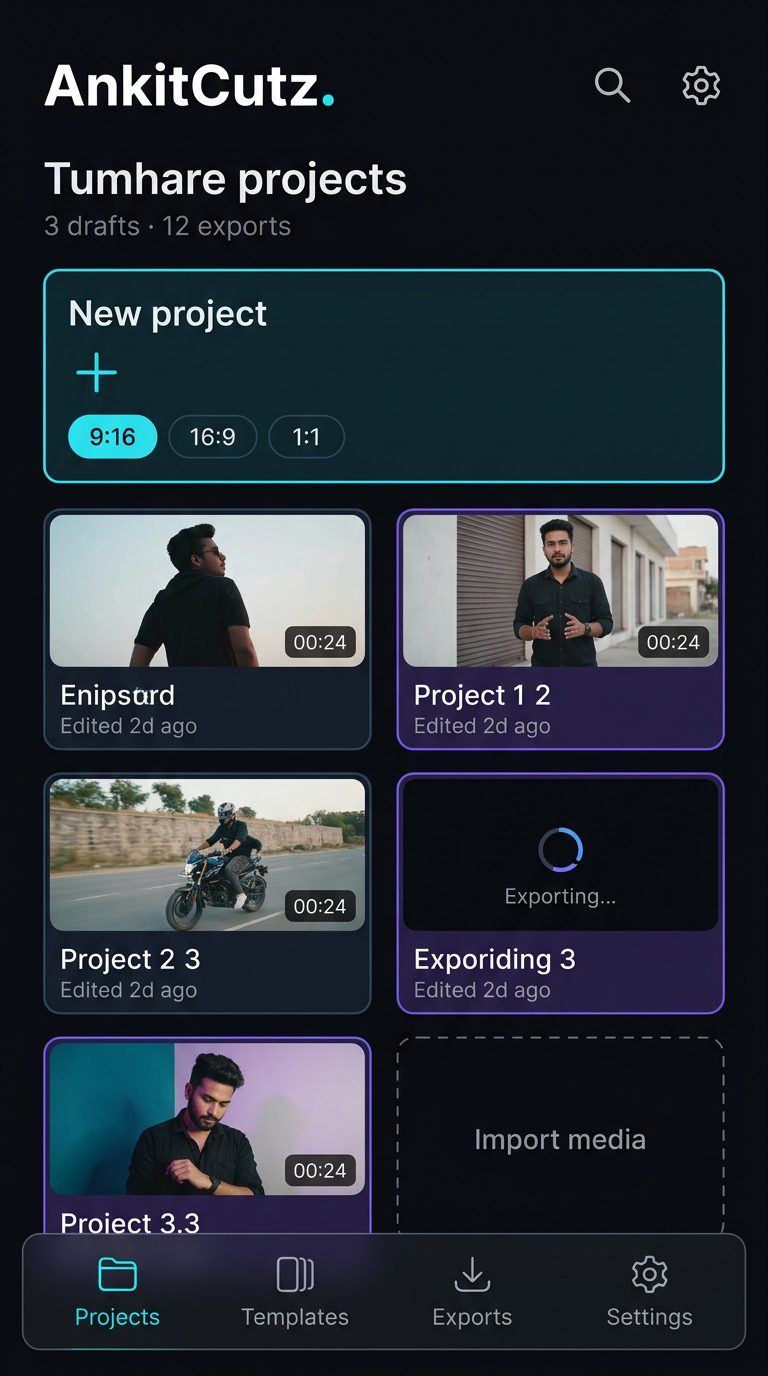 AnkitCutz.
Tumhare projects
3 drafts · 12 exports
New project
9:16 16:9 1:1
00:24
00:24
Edited 2d ago
Project 1 2
Edited 2d ago
00:24
Exporting...
Project 2 3
Edited 2d ago
Exporiding 3
Edited 2d ago
00:24
Import media
Project 3.3
Projects
Templates
Exports
Settings